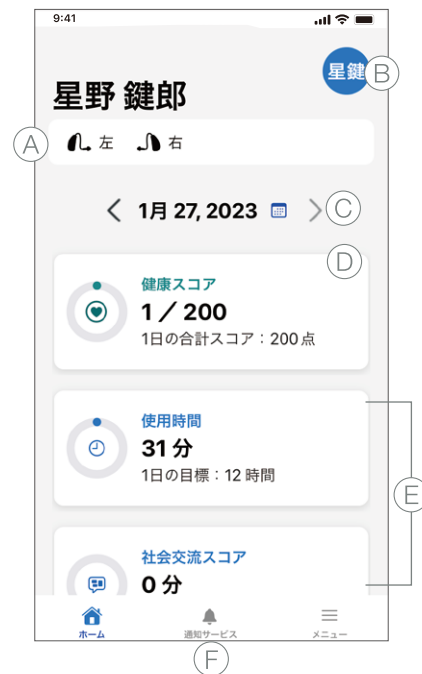 9:41
星鍵
B
星野 鍵郎
A
左 右
1月 27, 2023
C
D
健康スコア
1／200
1日の合計スコア：200点
使用時間
31分
1日の目標：12 時間
E
社会交流スコア
0分
ホーム 通知サービス メニュー
F